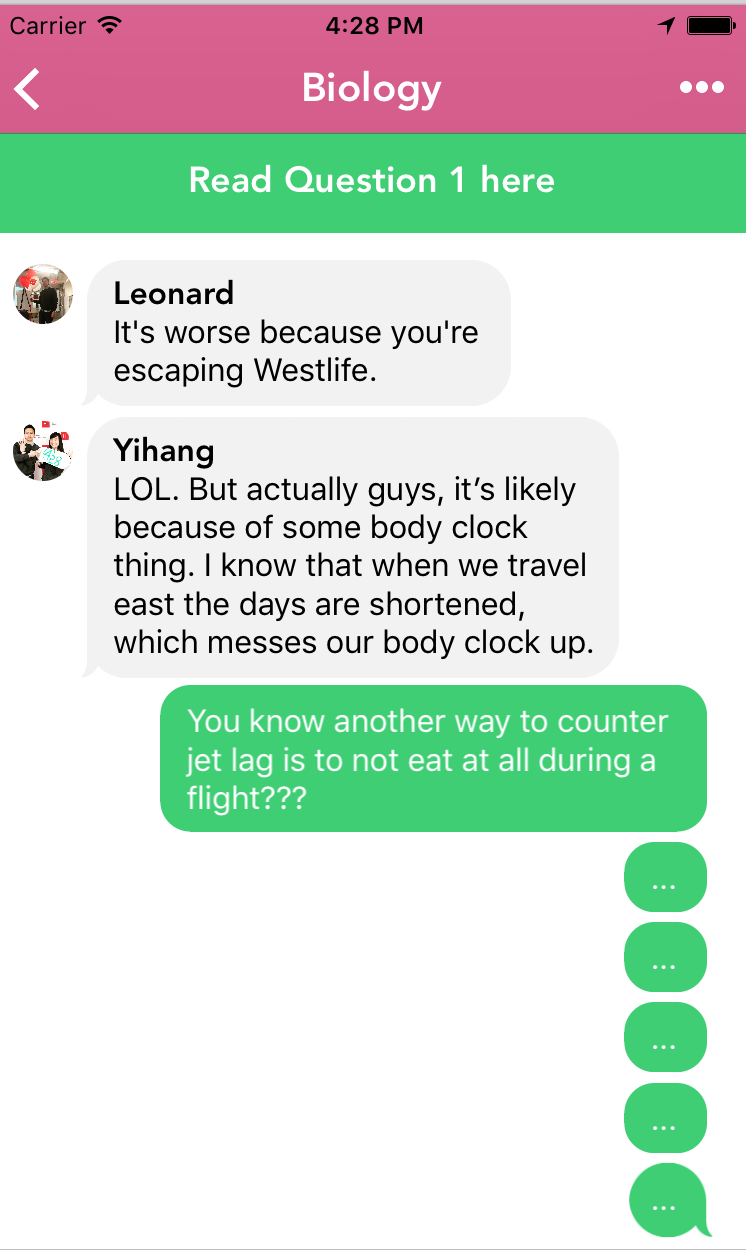 Carrier 4:28 PM
Biology
Read Question 1 here
Leonard
It's worse because you're
escaping Westlife.
Yihang
LOL. But actually guys, it’s likely
because of some body clock
thing. I know that when we travel
east the days are shortened,
which messes our body clock up.
You know another way to counter
jet lag is to not eat at all during a
flight???
...
...
...
...
...